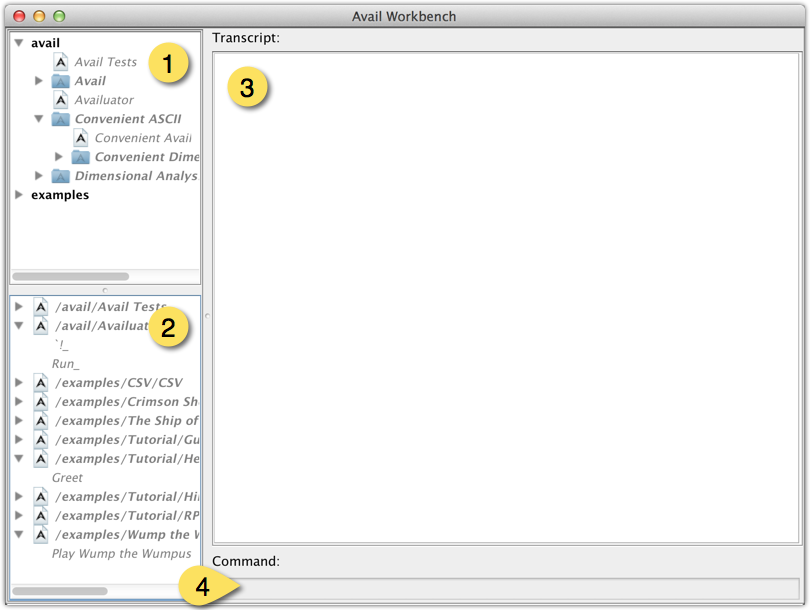 Avail Workbench
avail
Avail Tests
Avail
Availuator
Convenient ASCII
Convenient Avail
Convenient Dime
Dimensional Analys
examples
1
/avail/Avail Tests
/avail/Availuat
`!_
Run_
/examples/CSV/CSV
/examples/Crimson Sh
/examples/The Ship of
/examples/Tutorial/Gu
/examples/Tutorial/He
Greet
/examples/Tutorial/Hi
/examples/Tutorial/RP
/examples/Wump the W
Play Wump the Wumpus
2
Transcript:
3
Command:
4